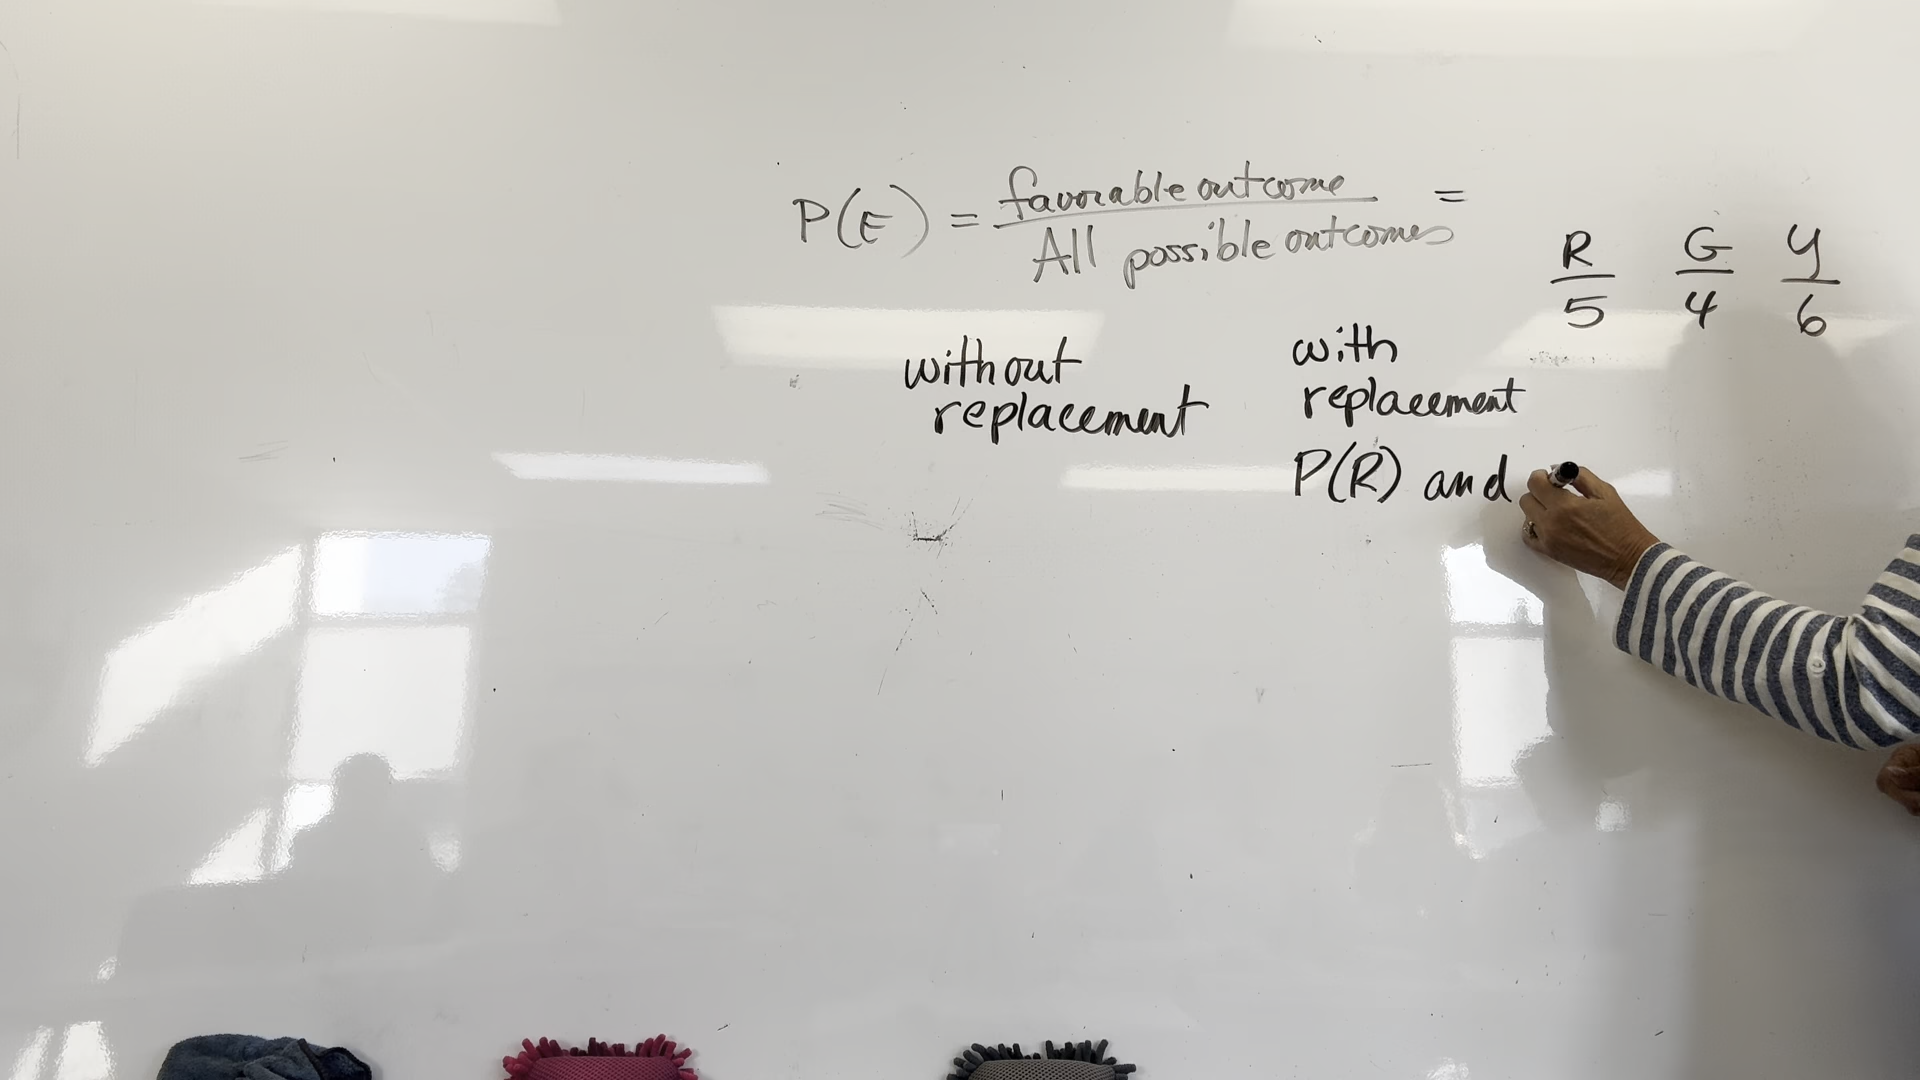 P(E) = favorable outcome =
All possible outcomes
R G Y
5 4 6
without with
replacement replacement
P(R) and